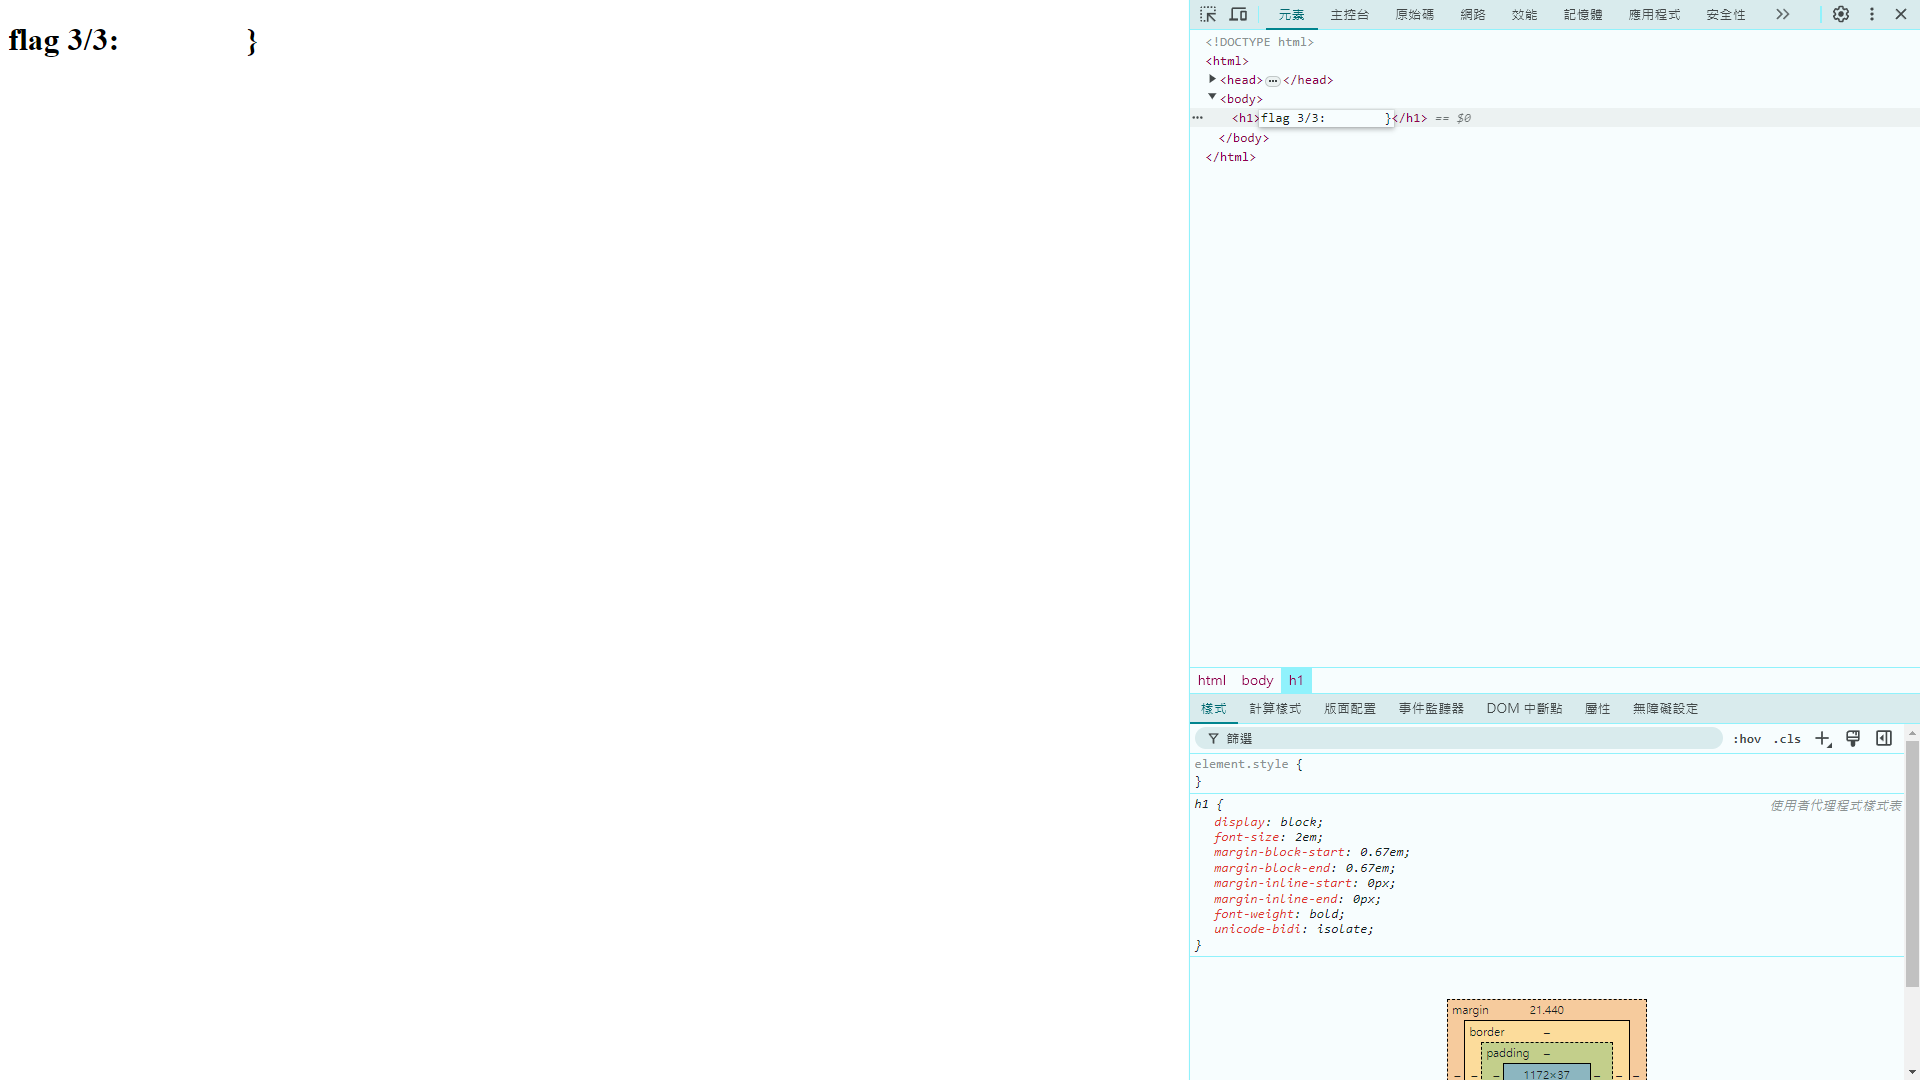 flag 3/3: }
元素 主控台 原始碼 網路 效能 記憶體 應用程式 安全性
<!DOCTYPE html>
<html>
<head>…</head>
<body>
<h1>flag 3/3: }</h1> == $0
</body>
</html>
html body h1
樣式 計算樣式 版面配置 事件監聽器 DOM 中斷點 屬性 無障礙設定
篩選 :hov .cls
element.style {
}
h1 { 使用者代理程式樣式表
display: block;
font-size: 2em;
margin-block-start: 0.67em;
margin-block-end: 0.67em;
margin-inline-start: 0px;
margin-inline-end: 0px;
font-weight: bold;
unicode-bidi: isolate;
}
margin 21.440
border –
padding –
– – – 1172×37 – – –